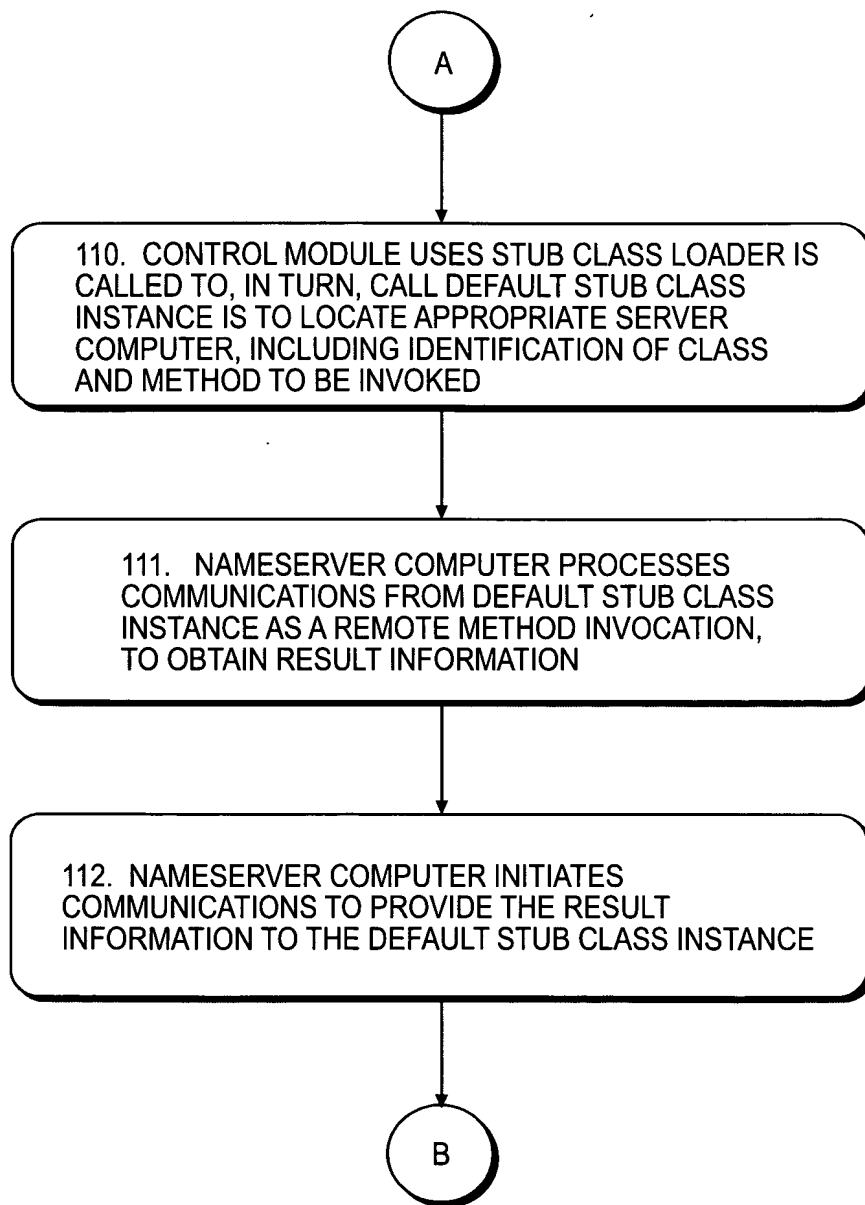 A
110. CONTROL MODULE USES STUB CLASS LOADER IS
CALLED TO, IN TURN, CALL DEFAULT STUB CLASS
INSTANCE IS TO LOCATE APPROPRIATE SERVER
COMPUTER, INCLUDING IDENTIFICATION OF CLASS
AND METHOD TO BE INVOKED
111. NAMESERVER COMPUTER PROCESSES
COMMUNICATIONS FROM DEFAULT STUB CLASS
INSTANCE AS A REMOTE METHOD INVOCATION,
TO OBTAIN RESULT INFORMATION
112. NAMESERVER COMPUTER INITIATES
COMMUNICATIONS TO PROVIDE THE RESULT
INFORMATION TO THE DEFAULT STUB CLASS INSTANCE
B